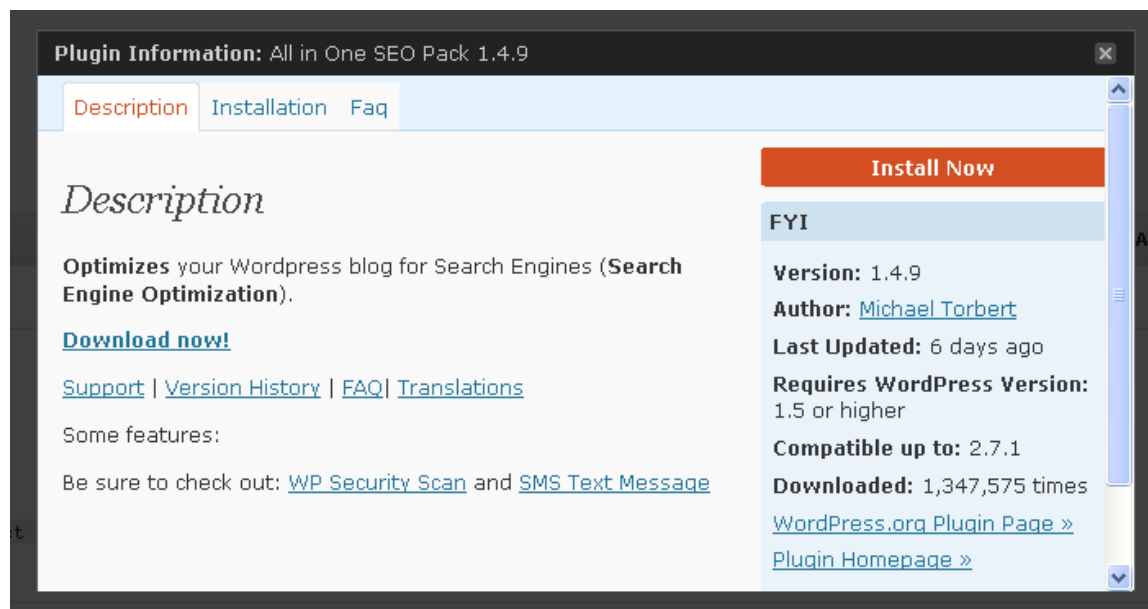 Plugin Information: All in One SEO Pack 1.4.9
Description Installation Faq
Description
Optimizes your Wordpress blog for Search Engines (Search
Engine Optimization).
Download now!
Support | Version History | FAQ| Translations
Some features:
Be sure to check out: WP Security Scan and SMS Text Message
Install Now
FYI
Version: 1.4.9
Author: Michael Torbert
Last Updated: 6 days ago
Requires WordPress Version:
1.5 or higher
Compatible up to: 2.7.1
Downloaded: 1,347,575 times
WordPress.org Plugin Page »
Plugin Homepage »